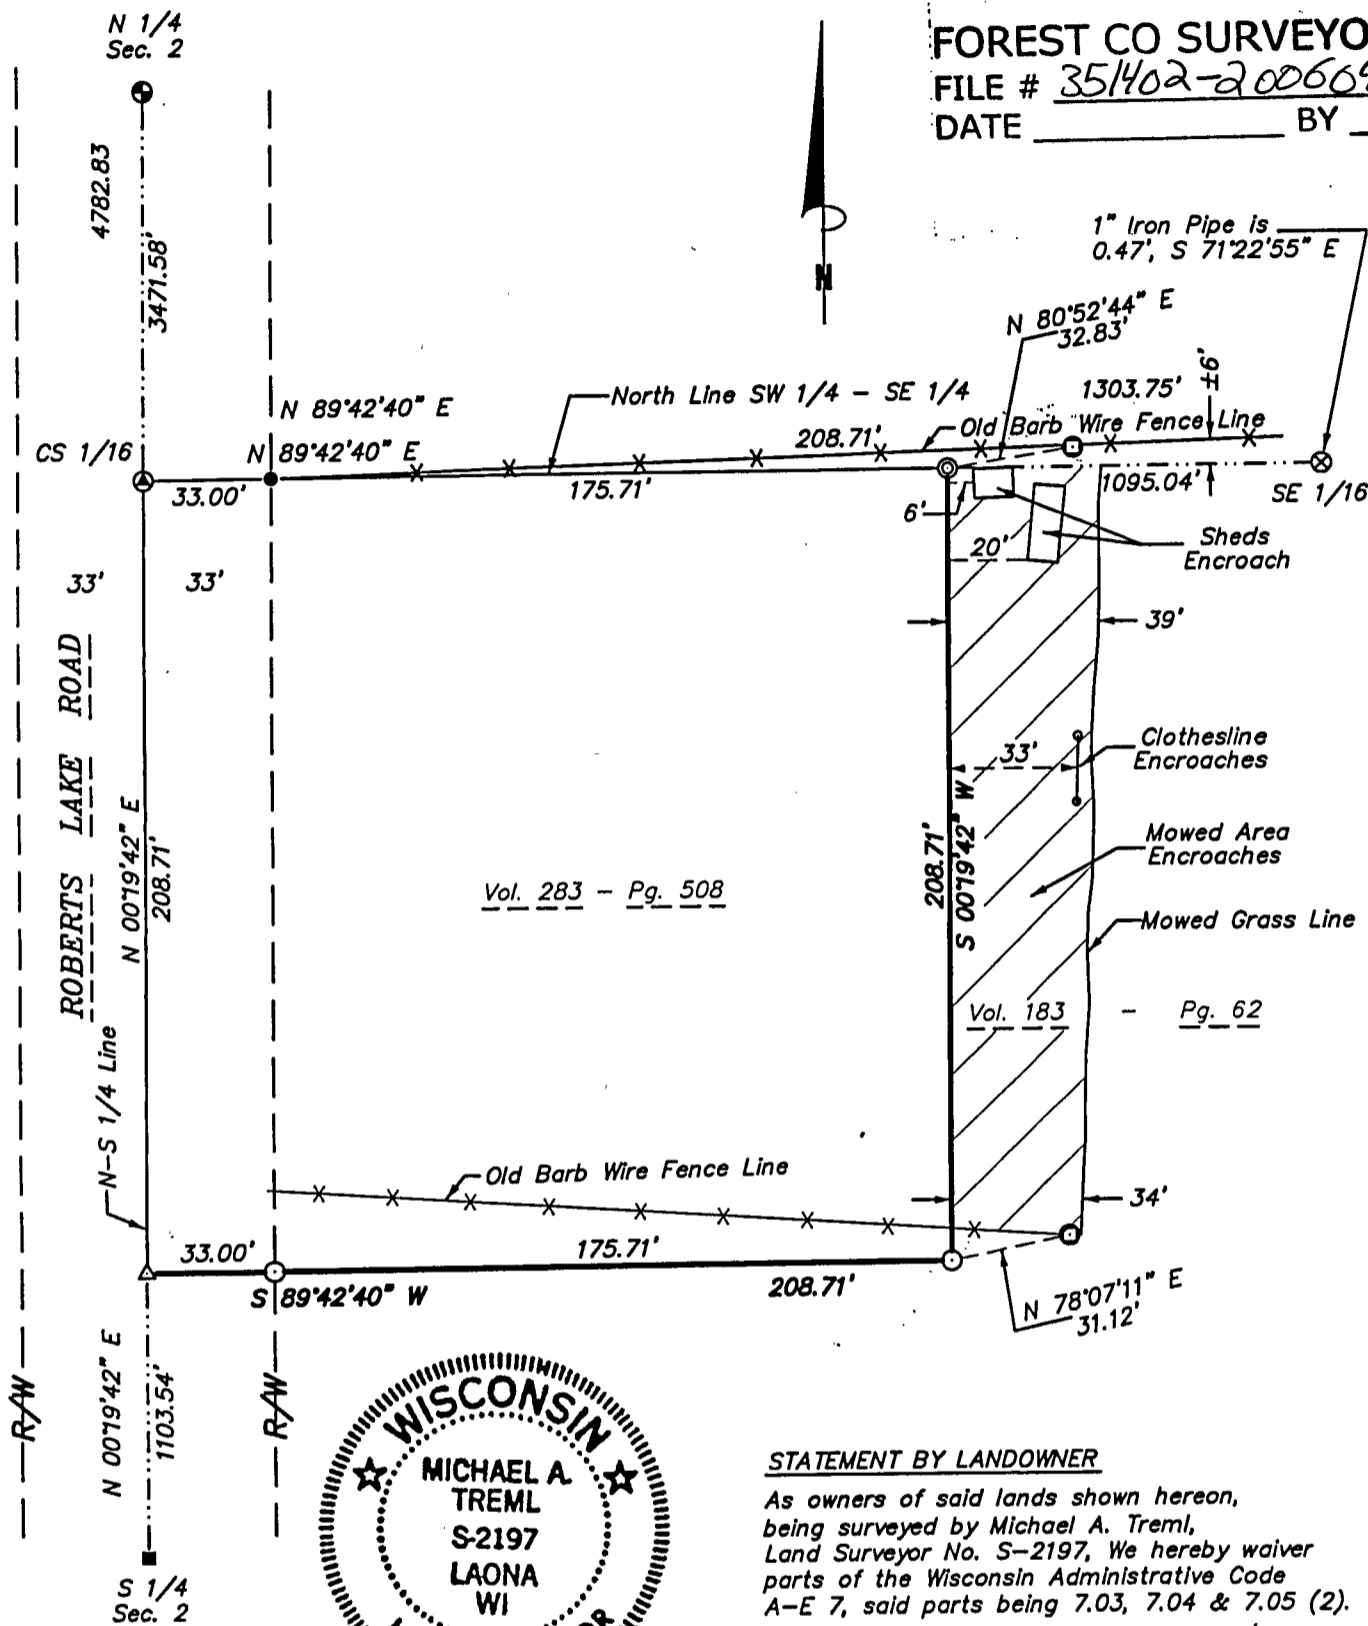 N 1/4
Sec. 2
FOREST CO SURVEYO
FILE # 351402-200609
DATE BY
4782.83
3471.58'
1" Iron Pipe is
0.47', S 71°22'55" E
N
N 80°52'44" E
32.83'
±6'
1303.75'
North Line SW 1/4 - SE 1/4
N 89°42'40" E
Old Barb Wire Fence Line
208.71'
CS 1/16
N 89°42'40" E
33.00'
175.71'
1095.04'
SE 1/16
6'
Sheds
Encroach
20'
33'
33'
39'
ROBERTS LAKE ROAD
Clothesline
Encroaches
33'
N 00°19'42" E
208.71'
208.71'
S 00°19'42" W
Mowed Area
Encroaches
Vol. 283 - Pg. 508
Mowed Grass Line
Vol. 183 - Pg. 62
N-S 1/4 Line
Old Barb Wire Fence Line
34'
33.00'
175.71'
208.71'
S 89°42'40" W
N 78°07'11" E
31.12'
N 00°19'42" E
1103.54'
R/W
R/W
S 1/4
Sec. 2
WISCONSIN
MICHAEL A.
TREML
S-2197
LAONA
WI
STATEMENT BY LANDOWNER
As owners of said lands shown hereon,
being surveyed by Michael A. Treml,
Land Surveyor No. S-2197, We hereby waiver
parts of the Wisconsin Administrative Code
A-E 7, said parts being 7.03, 7.04 & 7.05 (2).